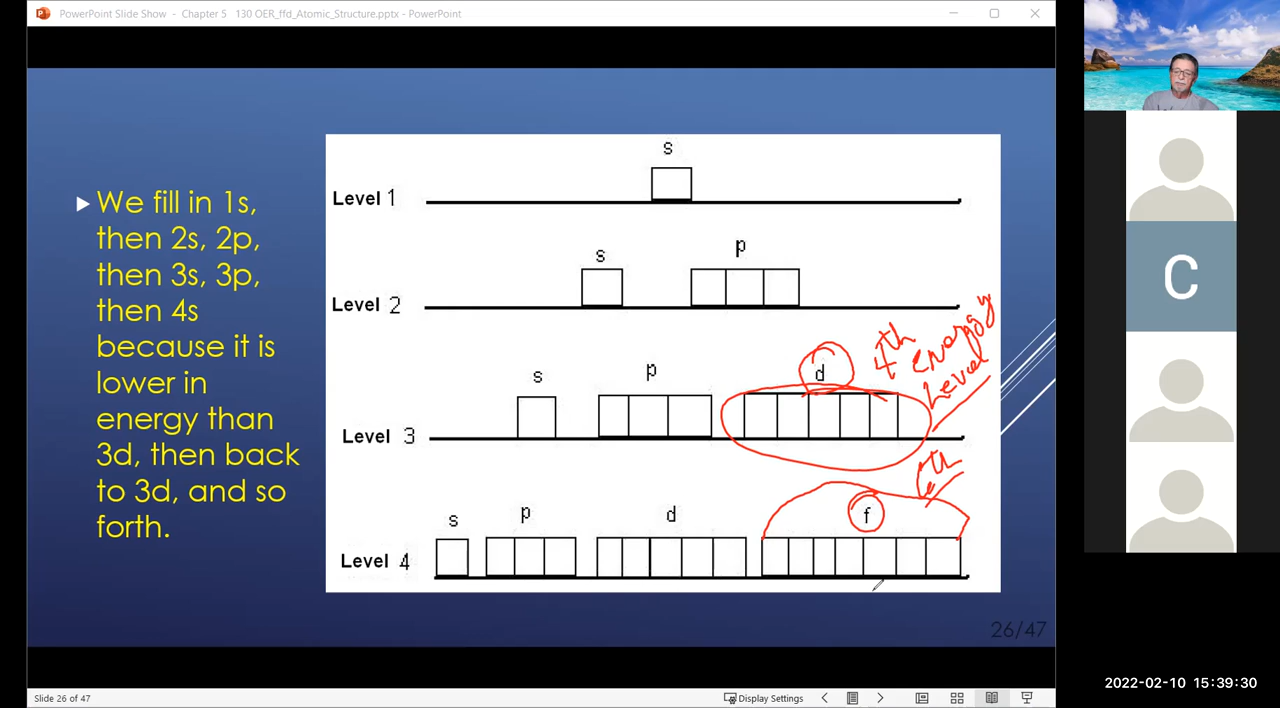 PowerPoint Slide Show - Chapter 5 130 OER_ffd_Atomic_Structure.pptx - PowerPoint
We fill in 1s,
then 2s, 2p,
then 3s, 3p,
then 4s
because it is
lower in
energy than
3d, then back
to 3d, and so
forth.
s
Level 1
s p
Level 2
4th
energy
Level
s p d
Level 3
6th
s p d f
Level 4
26/47
C
Slide 26 of 47
Display Settings
2022-02-10 15:39:30